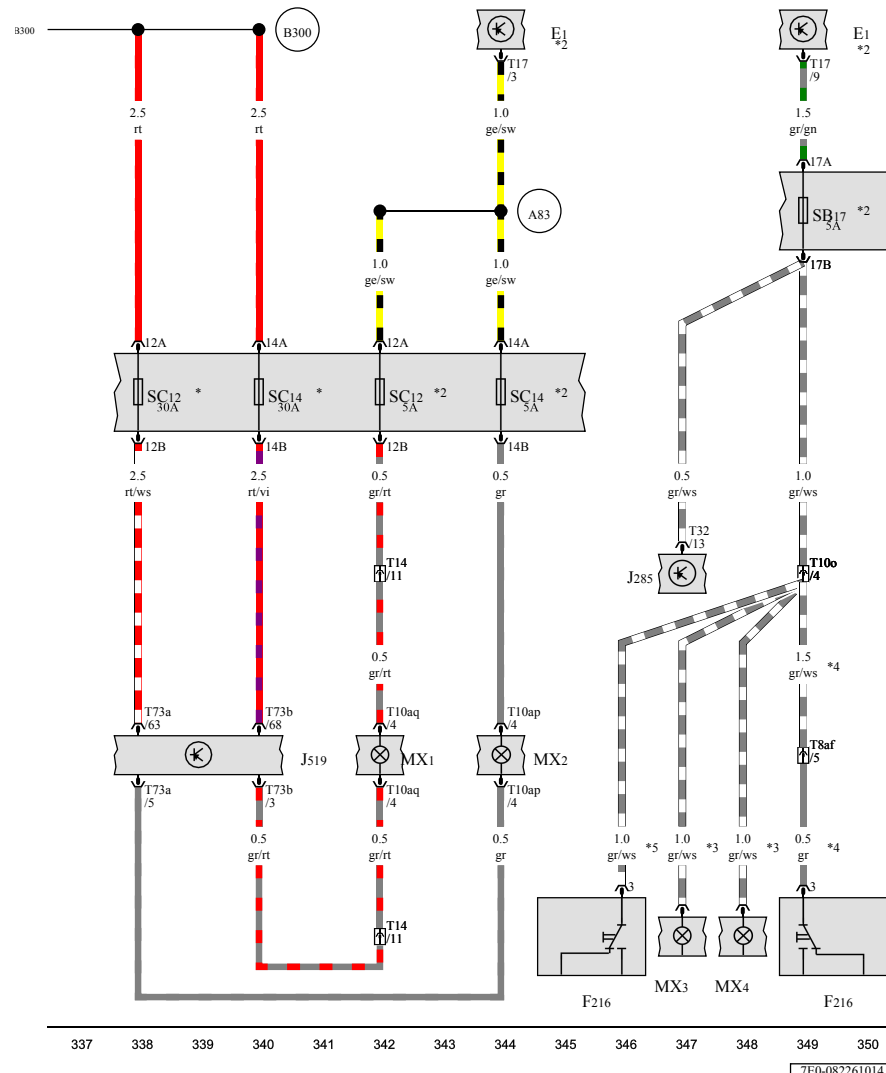 B300
B300
E1
*2
E1
*2
T17
/3
T17
/9
2.5
rt
2.5
rt
1.0
ge/sw
1.5
gr/gn
17A
A83
SB17
5A
*2
1.0
ge/sw
1.0
ge/sw
17B
12A
14A
12A
14A
SC12
30A
*
SC14
30A
*
SC12
5A
*2
SC14
5A
*2
12B
14B
12B
14B
2.5
rt/ws
2.5
rt/vi
0.5
gr/rt
0.5
gr
0.5
gr/ws
1.0
gr/ws
T32
/13
T14
/11
J285
T10o
/4
0.5
gr/rt
1.5
gr/ws
*4
T73a
/63
T73b
/68
T10aq
/4
T10ap
/4
T8af
/5
J519
MX1
MX2
T73a
/5
T73b
/3
T10aq
/4
T10ap
/4
0.5
gr/rt
0.5
gr/rt
0.5
gr
1.0
gr/ws
*5
1.0
gr/ws
*3
1.0
gr/ws
*3
0.5
gr
*4
3
3
T14
/11
F216
MX3
MX4
F216
337 338 339 340 341 342 343 344 345 346 347 348 349 350
7E0-082261014